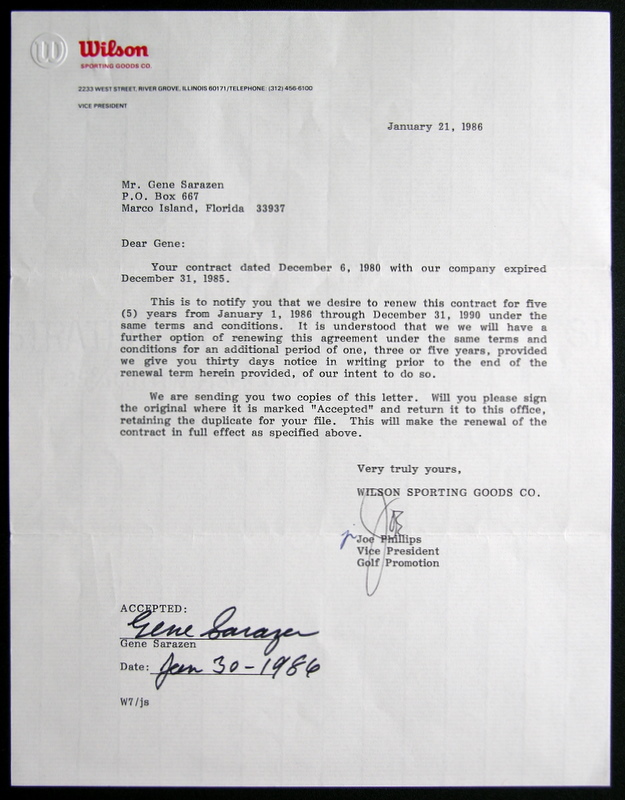 W Wilson
SPORTING GOODS CO.
2233 WEST STREET, RIVER GROVE, ILLINOIS 60171/TELEPHONE: (312) 456-6100
VICE PRESIDENT
January 21, 1986
Mr. Gene Sarazen
P.O. Box 667
Marco Island, Florida 33937
Dear Gene:
Your contract dated December 6, 1980 with our company expired
December 31, 1985.
This is to notify you that we desire to renew this contract for five
(5) years from January 1, 1986 through December 31, 1990 under the
same terms and conditions. It is understood that we we will have a
further option of renewing this agreement under the same terms and
conditions for an additional period of one, three or five years, provided
we give you thirty days notice in writing prior to the end of the
renewal term herein provided, of our intent to do so.
We are sending you two copies of this letter. Will you please sign
the original where it is marked "Accepted" and return it to this office,
retaining the duplicate for your file. This will make the renewal of the
contract in full effect as specified above.
Very truly yours,
WILSON SPORTING GOODS CO.
Joe Phillips
Vice President
Golf Promotion
ACCEPTED:
Gene Sarazen
Gene Sarazen
Date: Jan 30-1986
W7/js